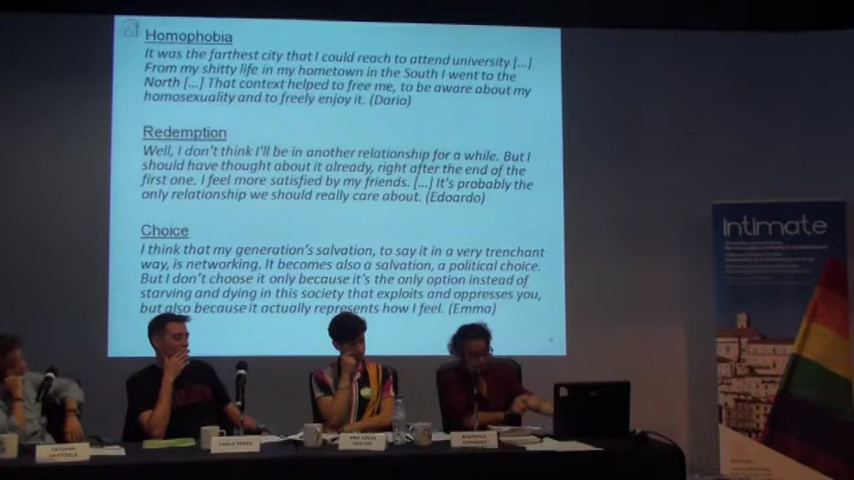 Homophobia
It was the farthest city that I could reach to attend university [...]
From my shitty life in my hometown in the South I went to the
North [...] That context helped to free me, to be aware about my
homosexuality and to freely enjoy it. (Dario)
Redemption
Well, I don't think I'll be in another relationship for a while. But I
should have thought about it already, right after the end of the
first one. I feel more satisfied by my friends. [...] It's probably the
only relationship we should really care about. (Edoardo)
Choice
I think that my generation's salvation, to say it in a very trenchant
way, is networking. It becomes also a salvation, a political choice.
But I don't choose it only because it's the only option instead of
starving and dying in this society that exploits and oppresses you,
but also because it actually represents how I feel. (Emma)
Intimate
PABLO PÉREZ